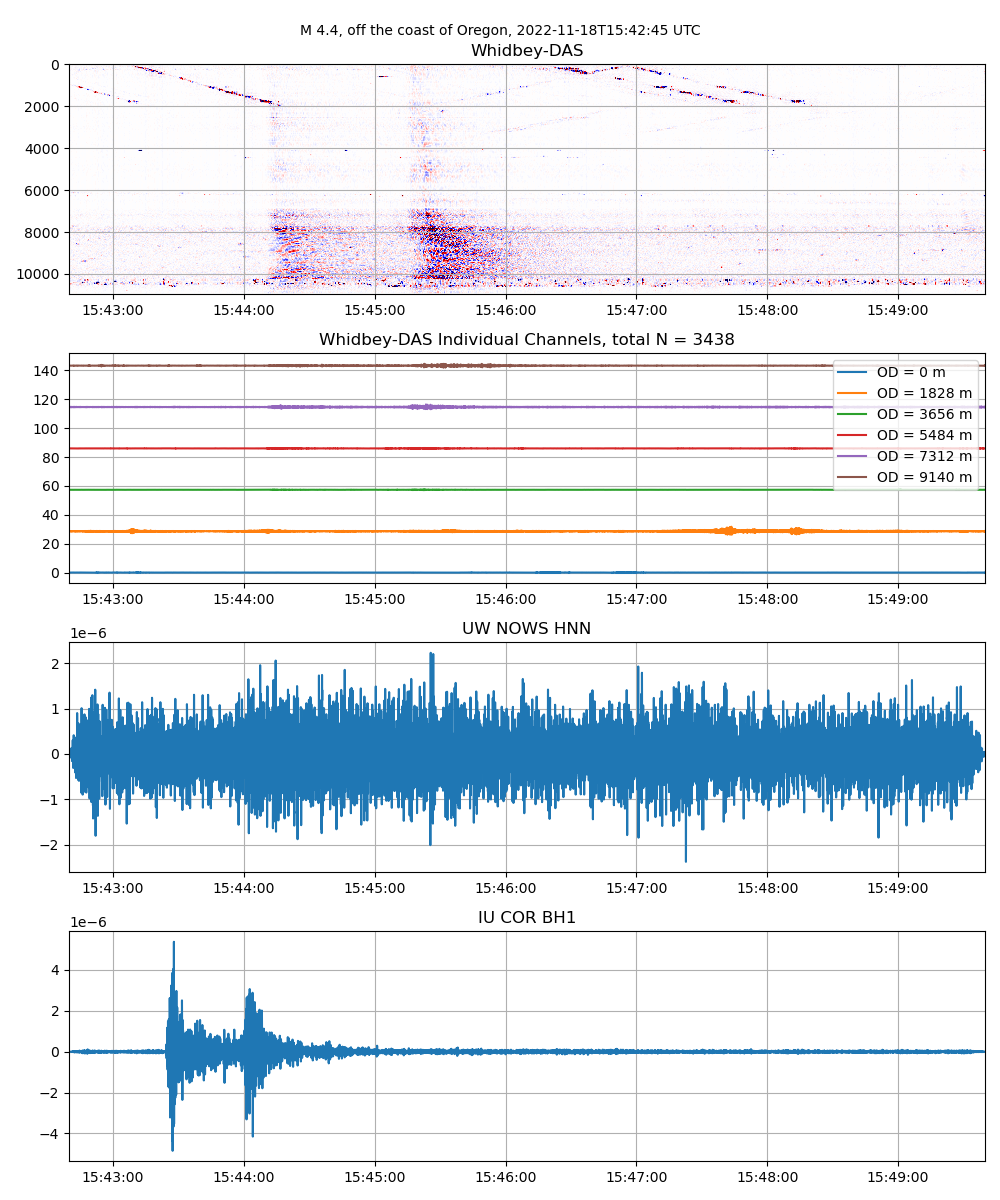 M 4.4, off the coast of Oregon, 2022-11-18T15:42:45 UTC
Whidbey-DAS
0
2000
4000
6000
8000
10000
15:43:00 15:44:00 15:45:00 15:46:00 15:47:00 15:48:00 15:49:00
Whidbey-DAS Individual Channels, total N = 3438
140
120
100
80
60
40
20
0
OD = 0 m
OD = 1828 m
OD = 3656 m
OD = 5484 m
OD = 7312 m
OD = 9140 m
15:43:00 15:44:00 15:45:00 15:46:00 15:47:00 15:48:00 15:49:00
UW NOWS HNN
1e−6
2
1
0
−1
−2
15:43:00 15:44:00 15:45:00 15:46:00 15:47:00 15:48:00 15:49:00
IU COR BH1
1e−6
4
2
0
−2
−4
15:43:00 15:44:00 15:45:00 15:46:00 15:47:00 15:48:00 15:49:00